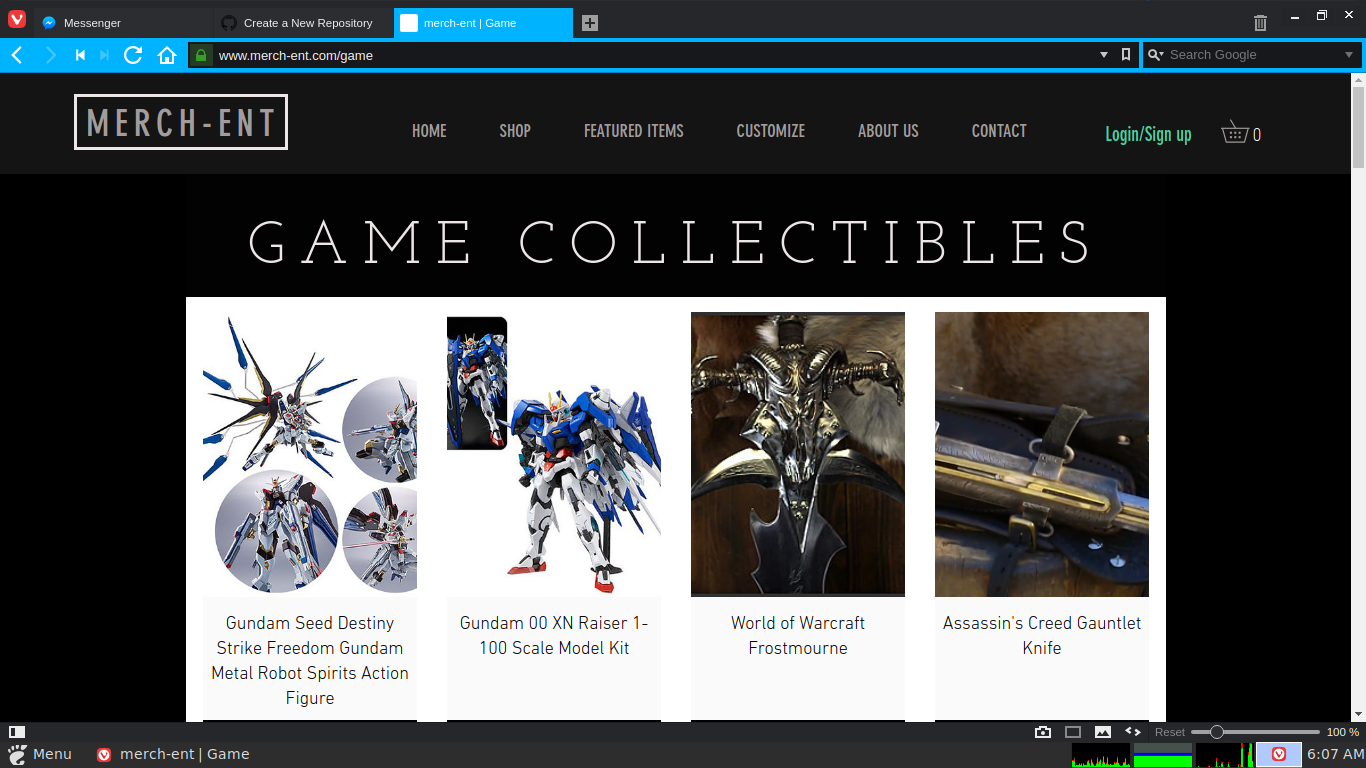 Messenger
Create a New Repository
merch-ent | Game
www.merch-ent.com/game
Search Google
MERCH-ENT
HOME
SHOP
FEATURED ITEMS
CUSTOMIZE
ABOUT US
CONTACT
Login/Sign up
0
GAME COLLECTIBLES
Gundam Seed Destiny
Strike Freedom Gundam
Metal Robot Spirits Action
Figure
Gundam 00 XN Raiser 1-
100 Scale Model Kit
World of Warcraft
Frostmourne
Assassin's Creed Gauntlet
Knife
Reset
100 %
Menu
merch-ent | Game
6:07 AM